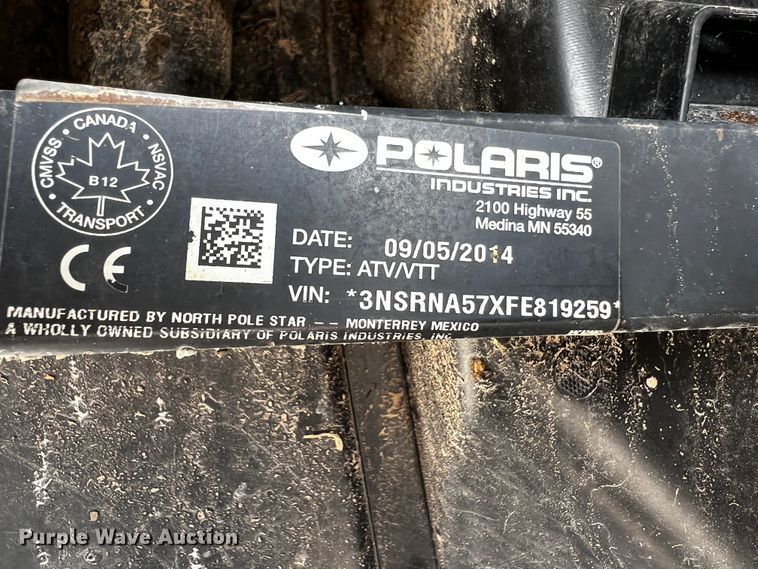 CMVSS • CANADA • NSVAC
• TRANSPORT •
B12
CE
POLARIS®
INDUSTRIES INC.
2100 Highway 55
Medina MN 55340
DATE: 09/05/2014
TYPE: ATV/VTT
VIN: *3NSRNA57XFE819259*
MANUFACTURED BY NORTH POLE STAR -- MONTERREY MEXICO
A WHOLLY OWNED SUBSIDIARY OF POLARIS INDUSTRIES, INC.
Purple Wave Auction